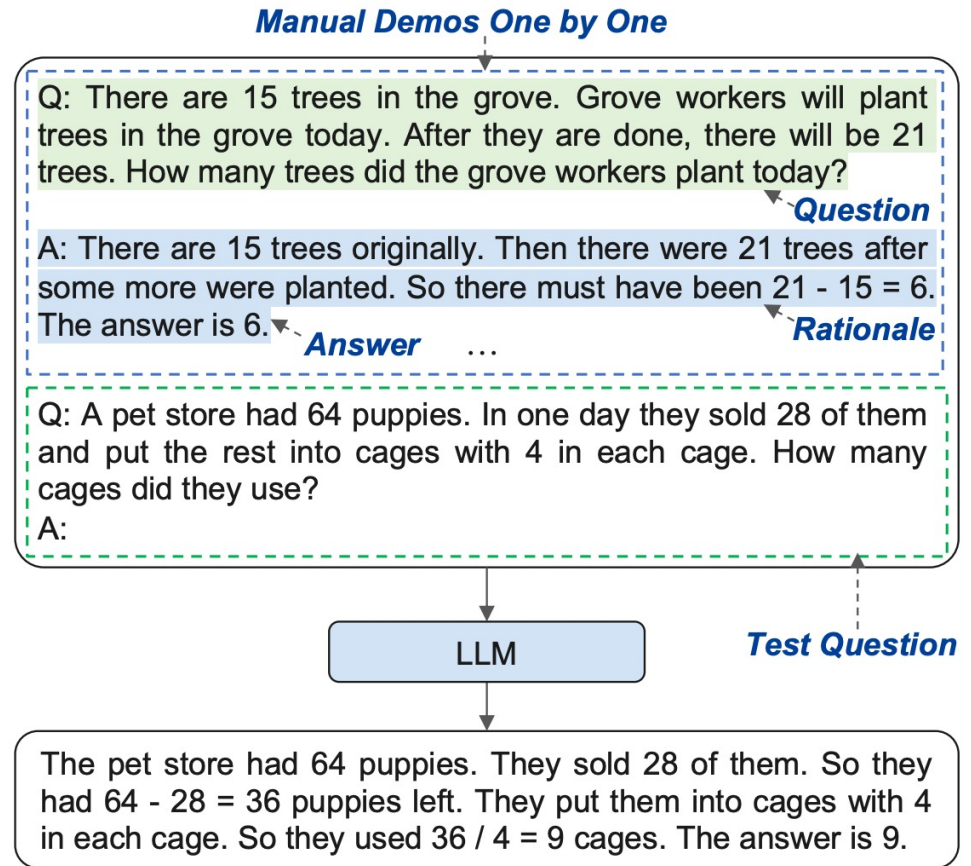 Manual Demos One by One
Q: There are 15 trees in the grove. Grove workers will plant
trees in the grove today. After they are done, there will be 21
trees. How many trees did the grove workers plant today?
Question
A: There are 15 trees originally. Then there were 21 trees after
some more were planted. So there must have been 21 - 15 = 6.
The answer is 6.
Rationale
Answer ...
Q: A pet store had 64 puppies. In one day they sold 28 of them
and put the rest into cages with 4 in each cage. How many
cages did they use?
A:
Test Question
LLM
The pet store had 64 puppies. They sold 28 of them. So they
had 64 - 28 = 36 puppies left. They put them into cages with 4
in each cage. So they used 36 / 4 = 9 cages. The answer is 9.